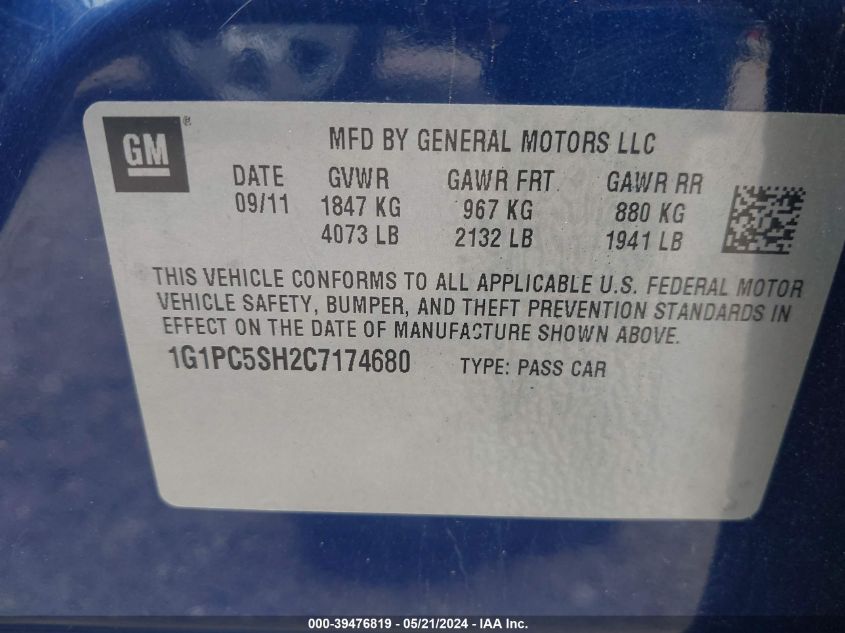 GM®
MFD BY GENERAL MOTORS LLC
DATE GVWR GAWR FRT GAWR RR
09/11 1847 KG 967 KG 880 KG
4073 LB 2132 LB 1941 LB
THIS VEHICLE CONFORMS TO ALL APPLICABLE U.S. FEDERAL MOTOR
VEHICLE SAFETY, BUMPER, AND THEFT PREVENTION STANDARDS IN
EFFECT ON THE DATE OF MANUFACTURE SHOWN ABOVE.
1G1PC5SH2C7174680 TYPE: PASS CAR
000-39476819 - 05/21/2024 - IAA Inc.